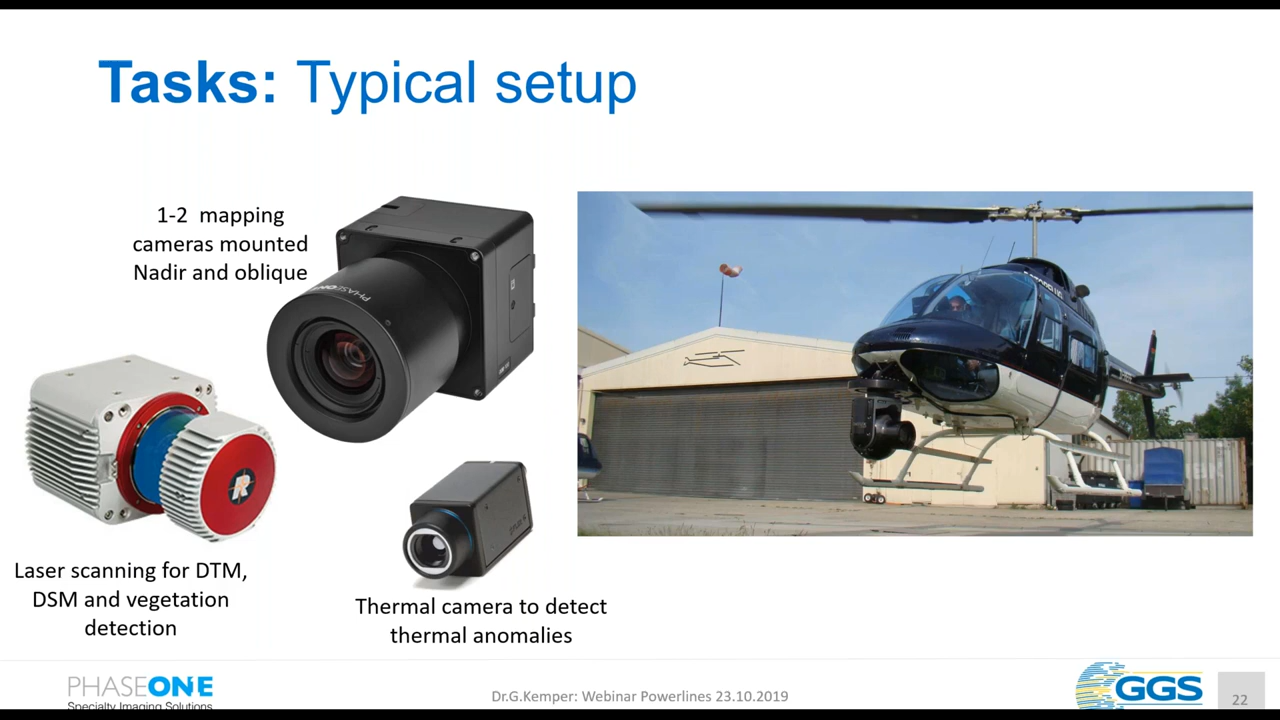 Tasks: Typical setup
1-2 mapping
cameras mounted
Nadir and oblique
PHASEONE
Laser scanning for DTM,
DSM and vegetation
detection
Thermal camera to detect
thermal anomalies
PHASEONE
Specialty Imaging Solutions
Dr.G.Kemper: Webinar Powerlines 23.10.2019
GGS
22